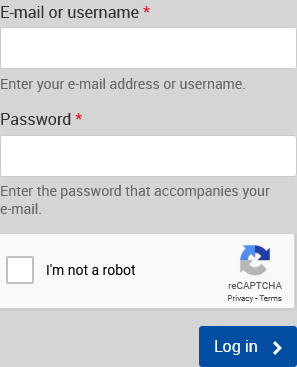 E-mail or username *
Enter your e-mail address or username.
Password *
Enter the password that accompanies your
e-mail.
I'm not a robot
reCAPTCHA
Privacy - Terms
Log in